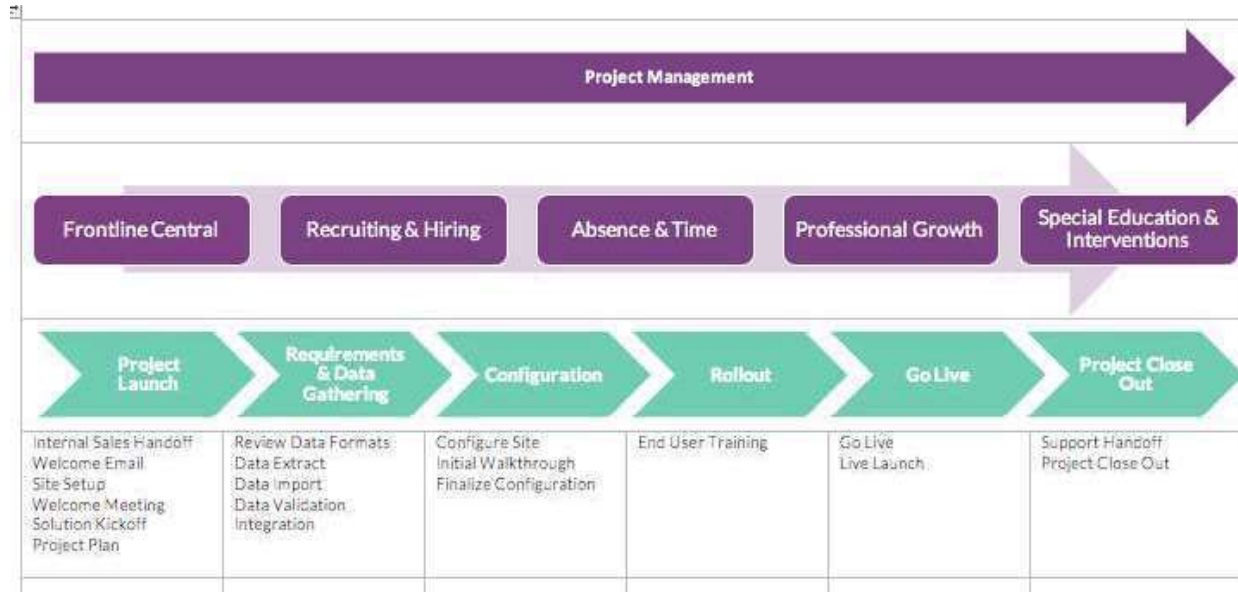 Project Management
Frontline Central
Recruiting & Hiring
Absence & Time
Professional Growth
Special Education &
Interventions
Project
Launch
Requirements
& Data
Gathering
Configuration
Rollout
Go Live
Project Close
Out
Internal Sales Handoff
Welcome Email
Site Setup
Welcome Meeting
Solution Kickoff
Project Plan
Review Data Formats
Data Extract
Data Import
Data Validation
Integration
Configure Site
Initial Walkthrough
Finalize Configuration
End User Training
Go Live
Live Launch
Support Handoff
Project Close Out